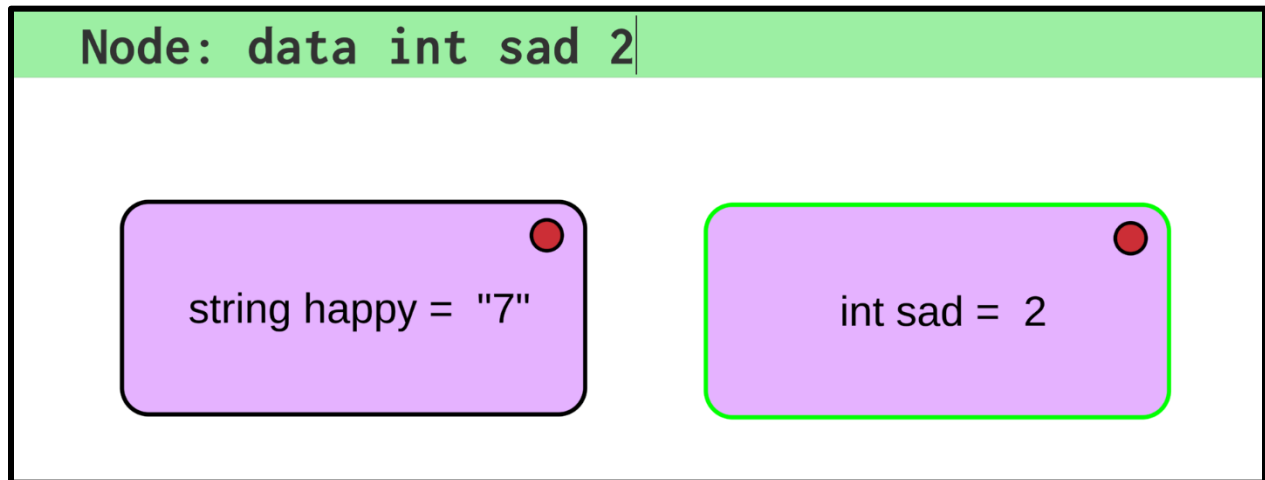 Node: data int sad 2
string happy =  "7"
int sad =  2